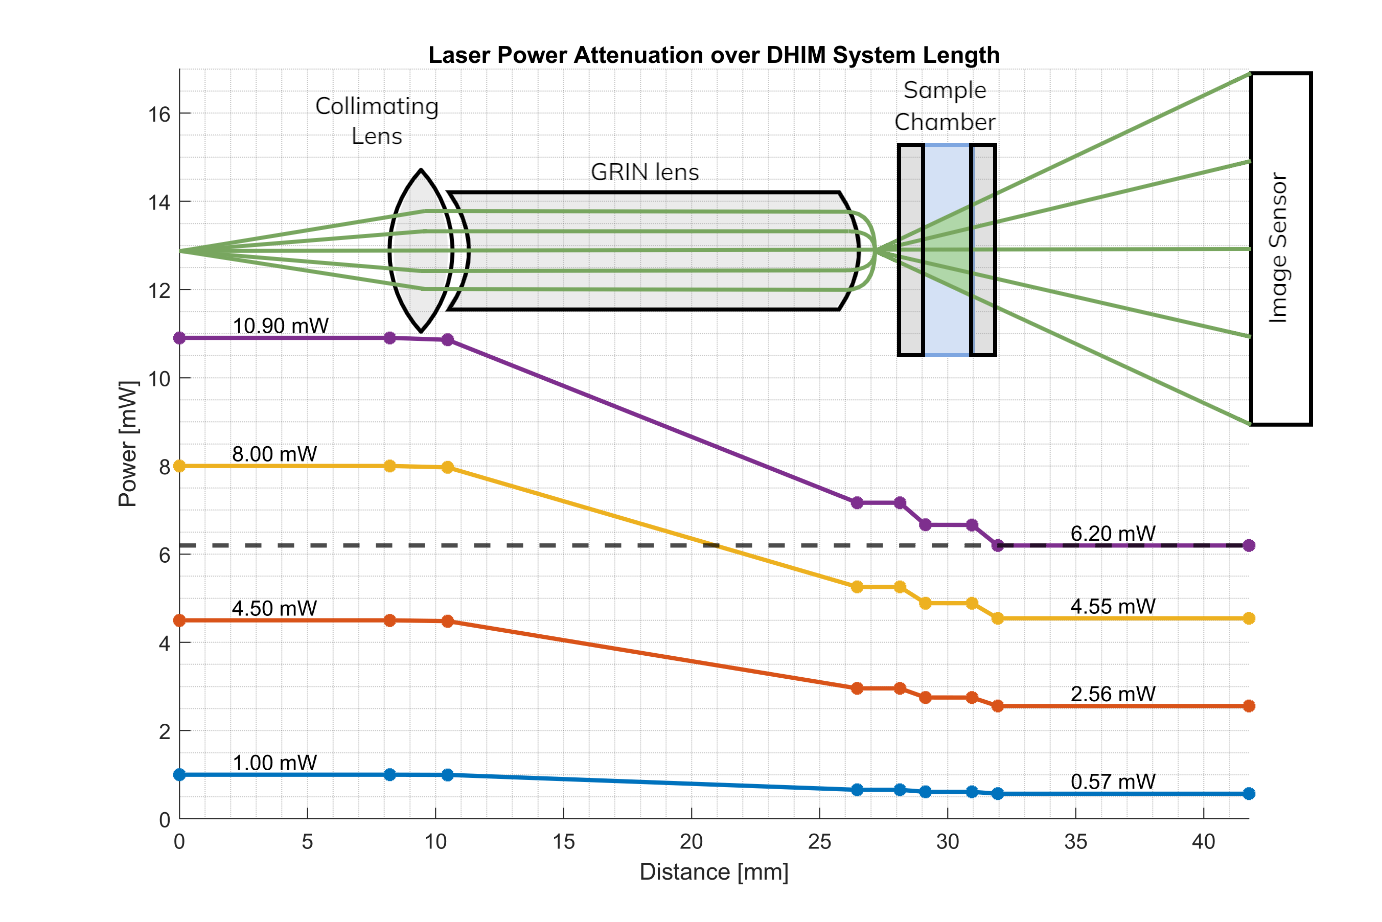 Laser Power Attenuation over DHIM System Length
Collimating
Lens
GRIN lens
Sample
Chamber
Image Sensor
10.90 mW
8.00 mW
4.50 mW
1.00 mW
6.20 mW
4.55 mW
2.56 mW
0.57 mW
Power [mW]
16
14
12
10
8
6
4
2
0
0 5 10 15 20 25 30 35 40
Distance [mm]